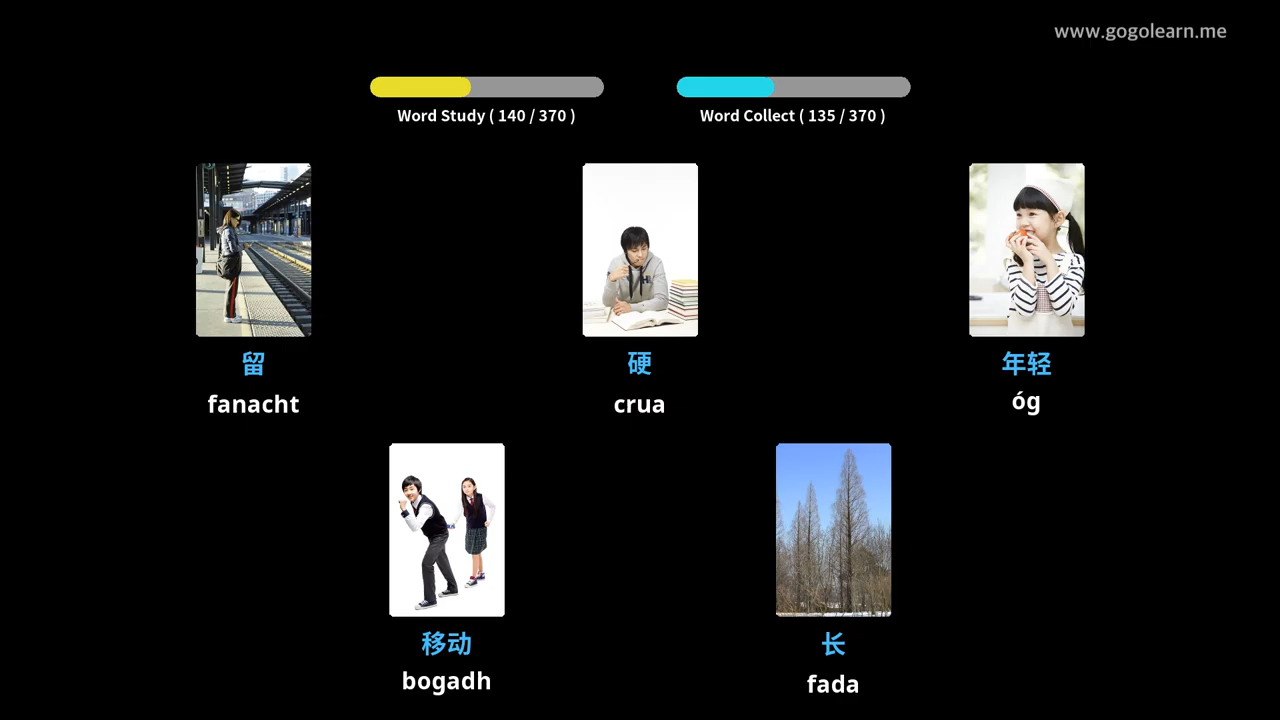 www.gogolearn.me
Word Study ( 140 / 370 )
Word Collect ( 135 / 370 )
留
fanacht
硬
crua
年轻
óg
移动
bogadh
长
fada